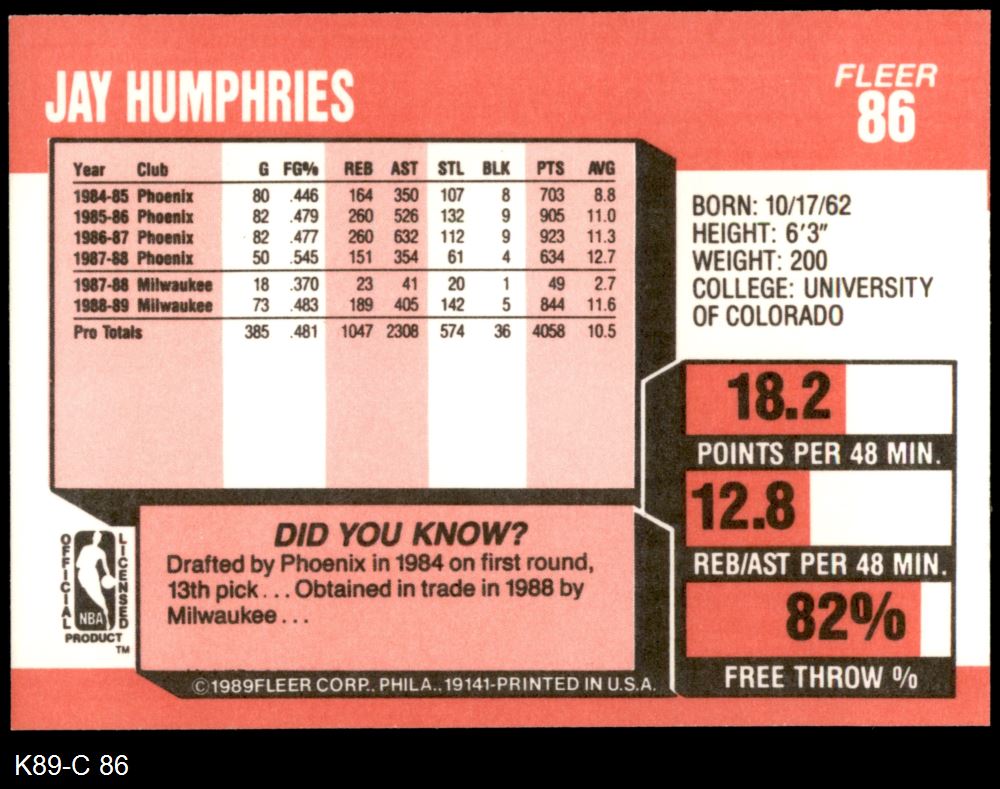 JAY HUMPHRIES
FLEER
86
Year Club G FG% REB AST STL BLK PTS AVG
1984-85 Phoenix 80 .446 164 350 107 8 703 8.8
1985-86 Phoenix 82 .479 260 526 132 9 905 11.0
1986-87 Phoenix 82 .477 260 632 112 9 923 11.3
1987-88 Phoenix 50 .545 151 354 61 4 634 12.7
1987-88 Milwaukee 18 .370 23 41 20 1 49 2.7
1988-89 Milwaukee 73 .483 189 405 142 5 844 11.6
Pro Totals 385 .481 1047 2308 574 36 4058 10.5
BORN: 10/17/62
HEIGHT: 6'3"
WEIGHT: 200
COLLEGE: UNIVERSITY
OF COLORADO
18.2
POINTS PER 48 MIN.
12.8
REB/AST PER 48 MIN.
82%
FREE THROW %
DID YOU KNOW?
Drafted by Phoenix in 1984 on first round,
13th pick... Obtained in trade in 1988 by
Milwaukee...
OFFICIAL
LICENSED
NBA
PRODUCT
TM
©1989FLEER CORP., PHILA., 19141-PRINTED IN U.S.A.
K89-C 86